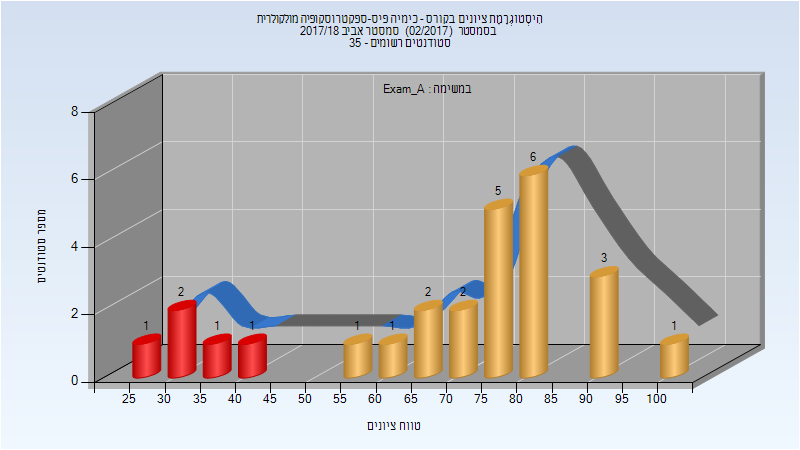 היסטוגרמת ציונים בקורס - כימיה פיס-ספקטרוסקופיה מולקולרית
בסמסטר (02/2017) סמסטר אביב 2017/18
סטודנטים רשומים - 35
במשימה : Exam_A
מספר סטודנטים
8
6
4
2
0
1
2
1
1
1
1
2
2
5
6
3
1
25 30 35 40 45 50 55 60 65 70 75 80 85 90 95 100
טווח ציונים